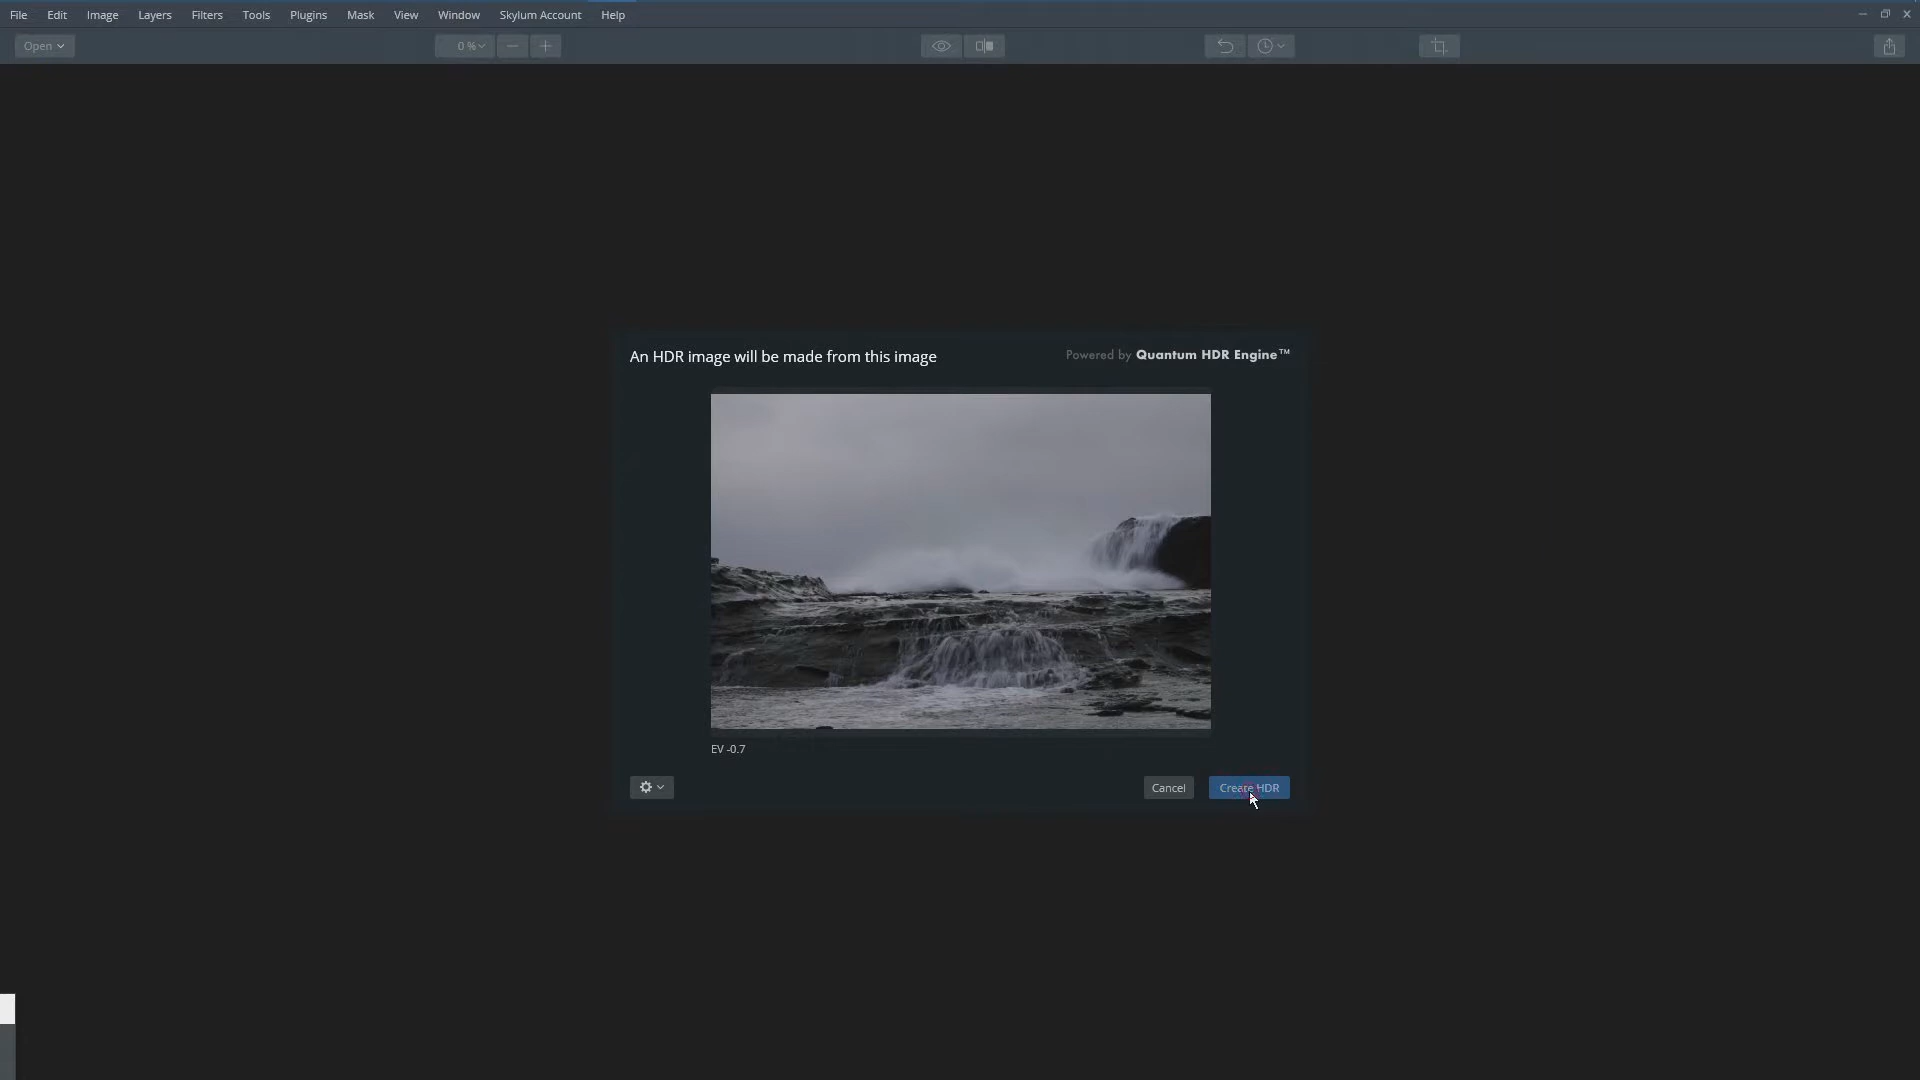 File Edit Image Layers Filters Tools Plugins Mask View Window Skylum Account Help
Open 0 %
An HDR image will be made from this image Powered by Quantum HDR Engine™
EV -0.7
Cancel Create HDR